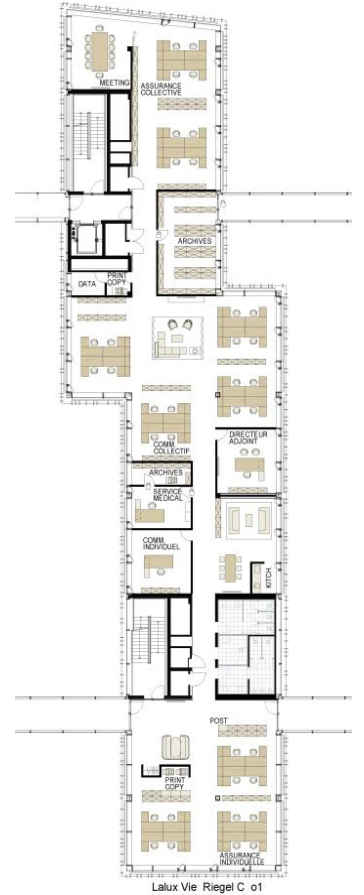 MEETING
ASSURANCE
COLLECTIVE
ARCHIVES
DATA
PRINT
COPY
COMM.
COLLECTIF
DIRECTEUR
ADJOINT
ARCHIVES
SERVICE
MEDICAL
COMM.
INDIVIDUEL
KITCH.
POST
PRINT
COPY
ASSURANCE
INDIVIDUELLE
Lalux Vie Riegel C o1